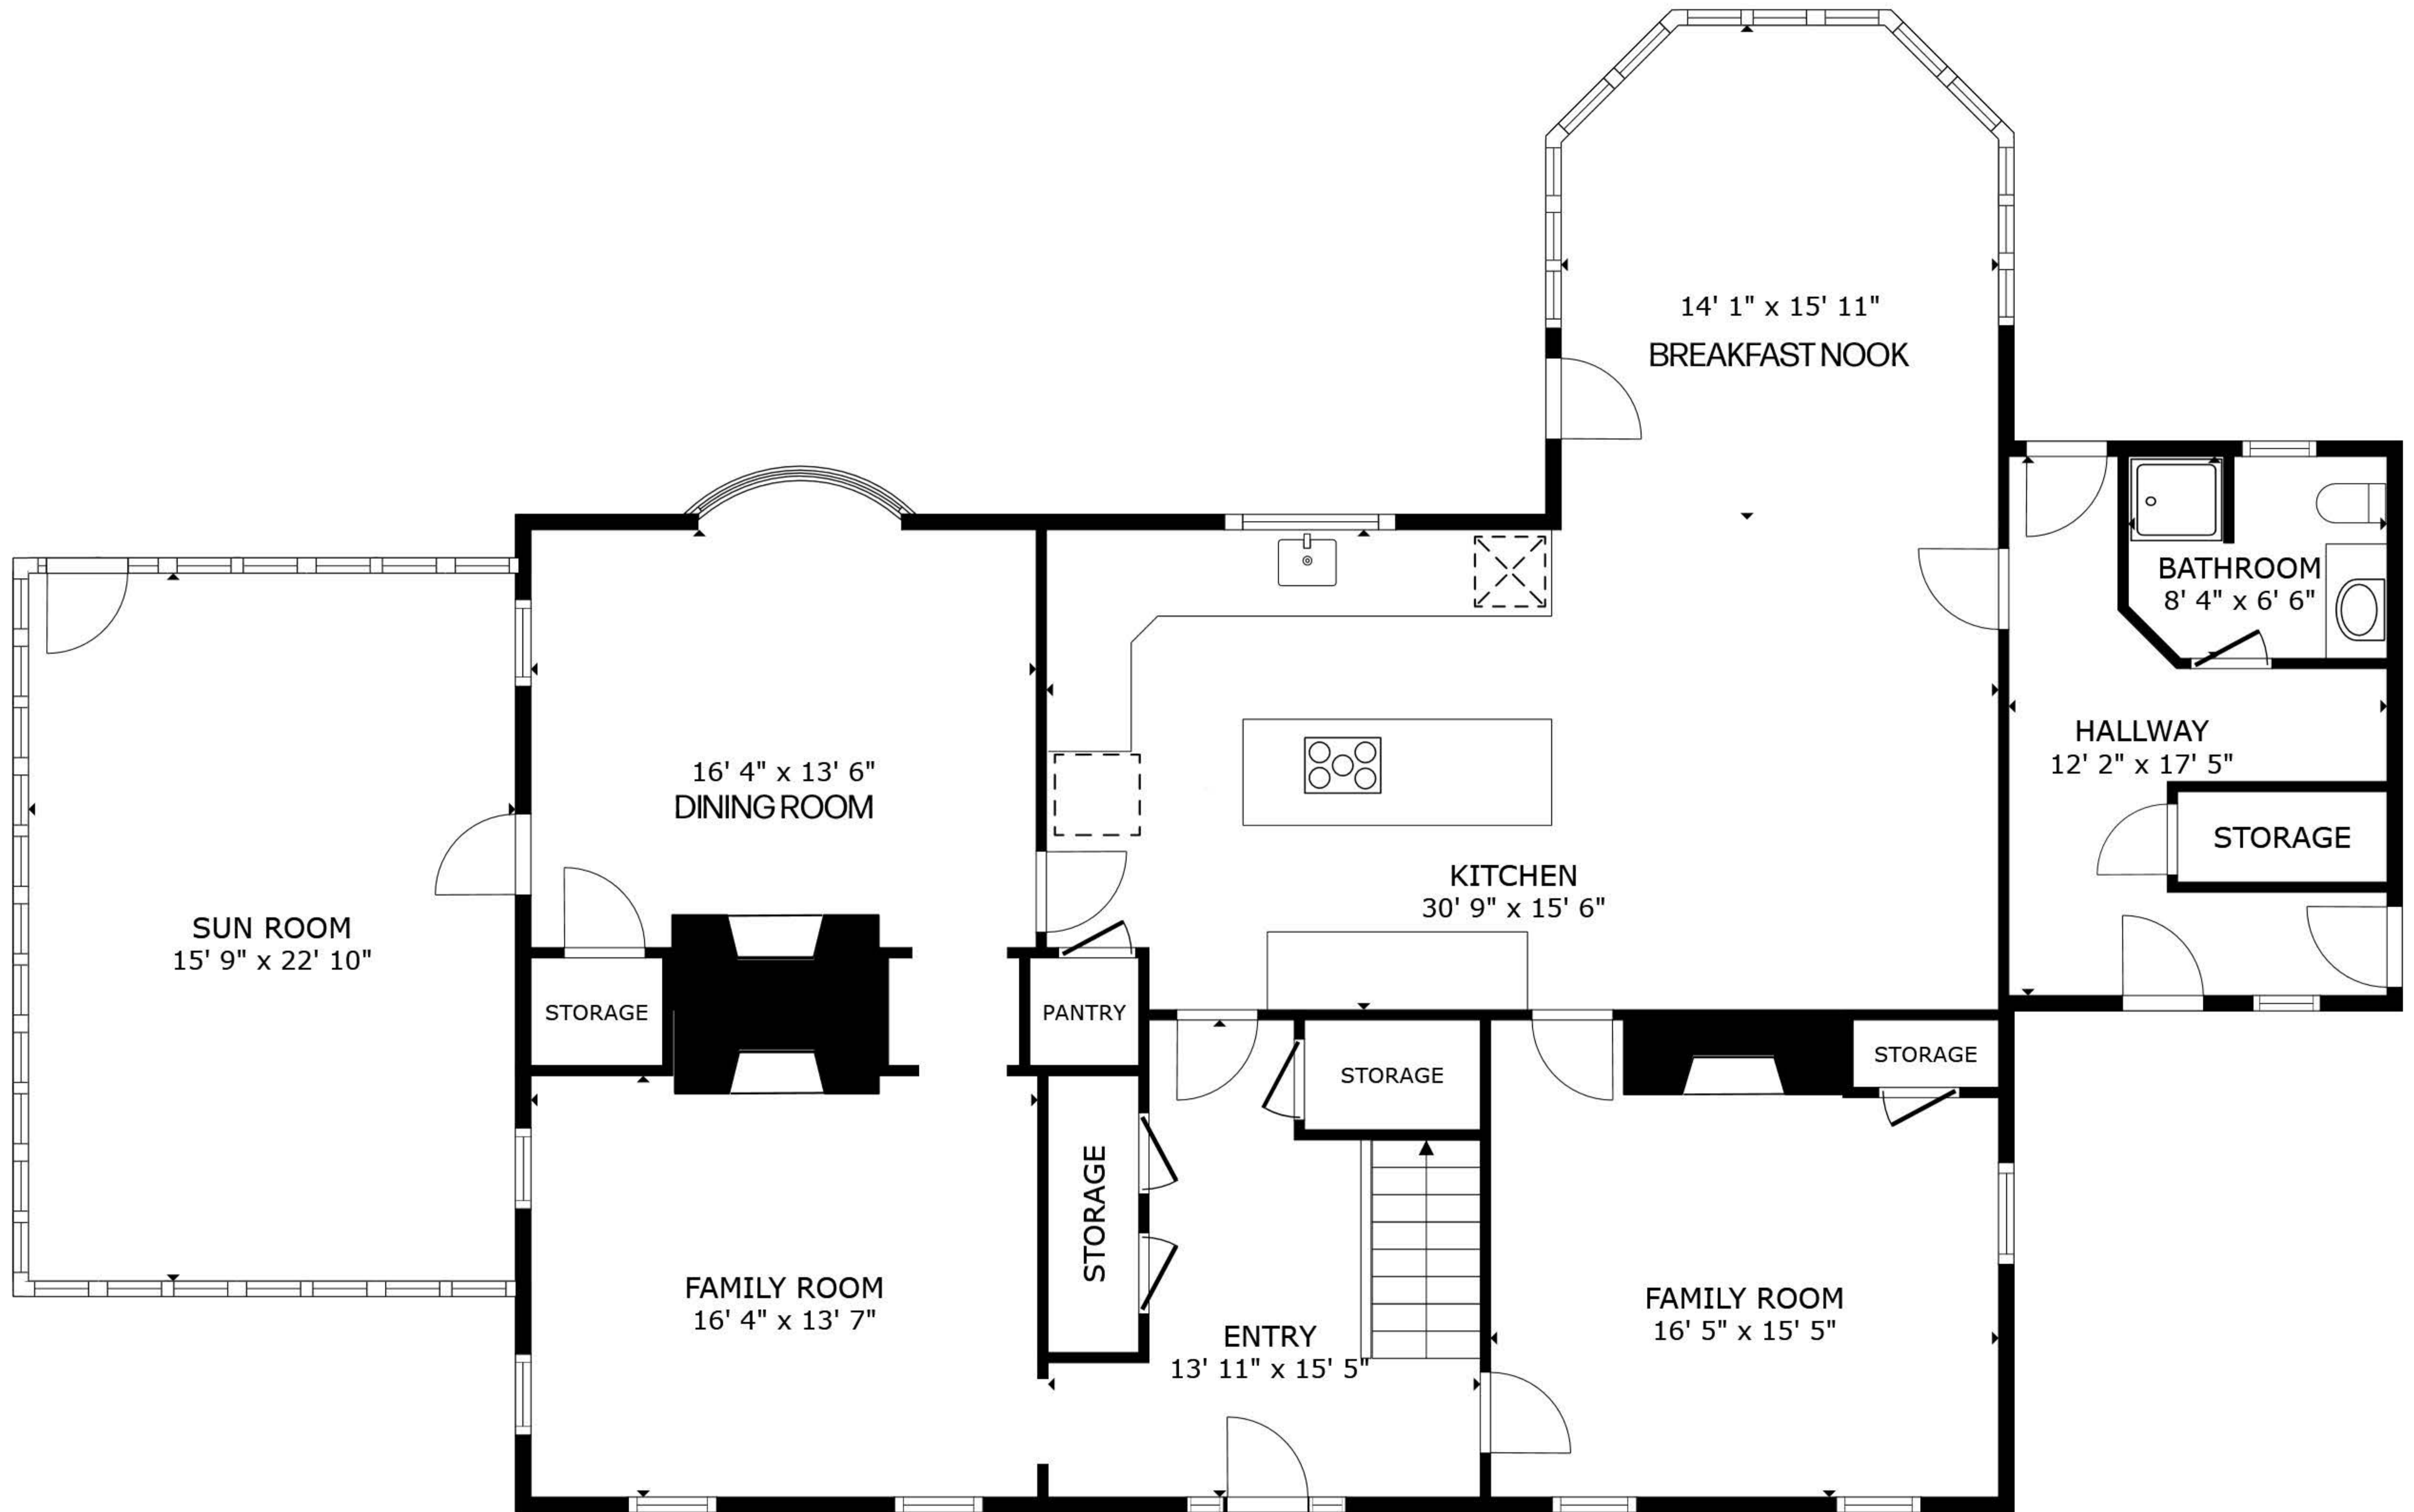 14' 1" x 15' 11"
BREAKFAST NOOK
BATHROOM
8' 4" x 6' 6"
HALLWAY
12' 2" x 17' 5"
16' 4" x 13' 6"
DINING ROOM
STORAGE
KITCHEN
30' 9" x 15' 6"
SUN ROOM
15' 9" x 22' 10"
STORAGE
PANTRY
STORAGE
STORAGE
STORAGE
FAMILY ROOM
16' 4" x 13' 7"
FAMILY ROOM
16' 5" x 15' 5"
ENTRY
13' 11" x 15' 5"